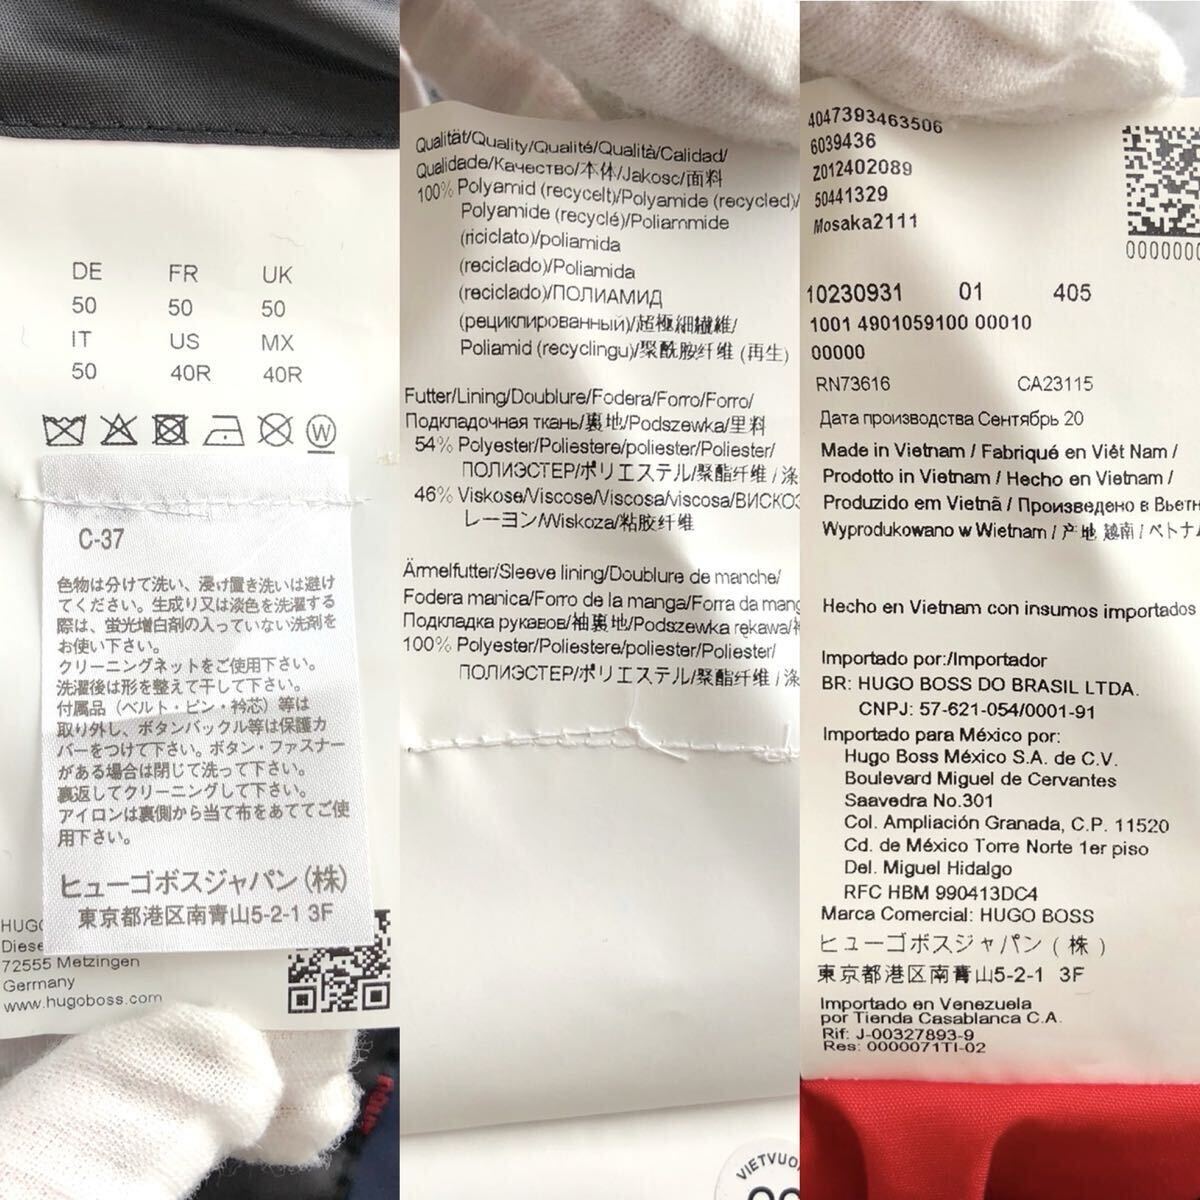 DE FR UK
50 50 50
IT US MX
50 40R 40R
W
C-37
色物は分けて洗い、浸け置き洗いは避け
てください。生成り又は淡色を洗濯する
際は、蛍光増白剤の入っていない洗剤を
お使い下さい。
クリーニングネットをご使用下さい。
洗濯後は形を整えて干して下さい。
付属品（ベルト・ピン・衿芯）等は
取り外し、ボタンバックル等は保護カ
バーをつけて下さい。ボタン・ファスナー
がある場合は閉じて洗って下さい。
裏返してクリーニングして下さい。
アイロンは裏側から当て布をあててご使
用下さい。
ヒューゴボスジャパン(株)
東京都港区南青山5-2-1 3F
72555 Metzingen
Germany
www.hugoboss.com
Qualität/Quality/Qualité/Qualità/Calidad/
Qualidade/Качество/本体/Jakosc/面料
100% Polyamid (recycelt)/Polyamide (recycled)/
Polyamide (recyclé)/Poliammide
(riciclato)/poliamida
(reciclado)/Poliamida
(reciclado)/ПОЛИАМИД
(рециклированный)/超極細繊維/
Poliamid (recyclingu)/聚酰胺纤维 (再生)
Futter/Lining/Doublure/Fodera/Forro/Forro/
Подкладочная ткань/裏地/Podszewka/里料
54% Polyester/Poliestere/poliester/Poliester/
ПОЛИЭСТЕР/ポリエステル/聚酯纤维 / 涤
46% Viskose/Viscose/Viscosa/viscosa/ВИСКОЗ
レーヨン/Wiskoza/粘胶纤维
Ärmelfutter/Sleeve lining/Doublure de manche/
Fodera manica/Forro de la manga/Forra da mang
Подкладка рукавов/袖裏地/Podszewka rękawa/
100% Polyester/Poliestere/poliester/Poliester/
ПОЛИЭСТЕР/ポリエステル/聚酯纤维 / 涤
4047393463506
6039436
Z012402089
50441329
Mosaka2111
0000000
10230931 01 405
1001 4901059100 00010
00000
RN73616 CA23115
Дата производства Сентябрь 20
Made in Vietnam / Fabriqué en Viêt Nam /
Prodotto in Vietnam / Hecho en Vietnam /
Produzido em Vietnã / Произведено в Вьетн
Wyprodukowano w Wietnam / 产地 越南 / ベトナム
Hecho en Vietnam con insumos importados
Importado por:/Importador
BR: HUGO BOSS DO BRASIL LTDA.
CNPJ: 57-621-054/0001-91
Importado para México por:
Hugo Boss México S.A. de C.V.
Boulevard Miguel de Cervantes
Saavedra No.301
Col. Ampliación Granada, C.P. 11520
Cd. de México Torre Norte 1er piso
Del. Miguel Hidalgo
RFC HBM 990413DC4
Marca Comercial: HUGO BOSS
ヒューゴボスジャパン ( 株 )
東京都港区南青山5-2-1 3F
Importado en Venezuela
por Tienda Casablanca C.A.
Rif: J-00327893-9
Res: 0000071TI-02